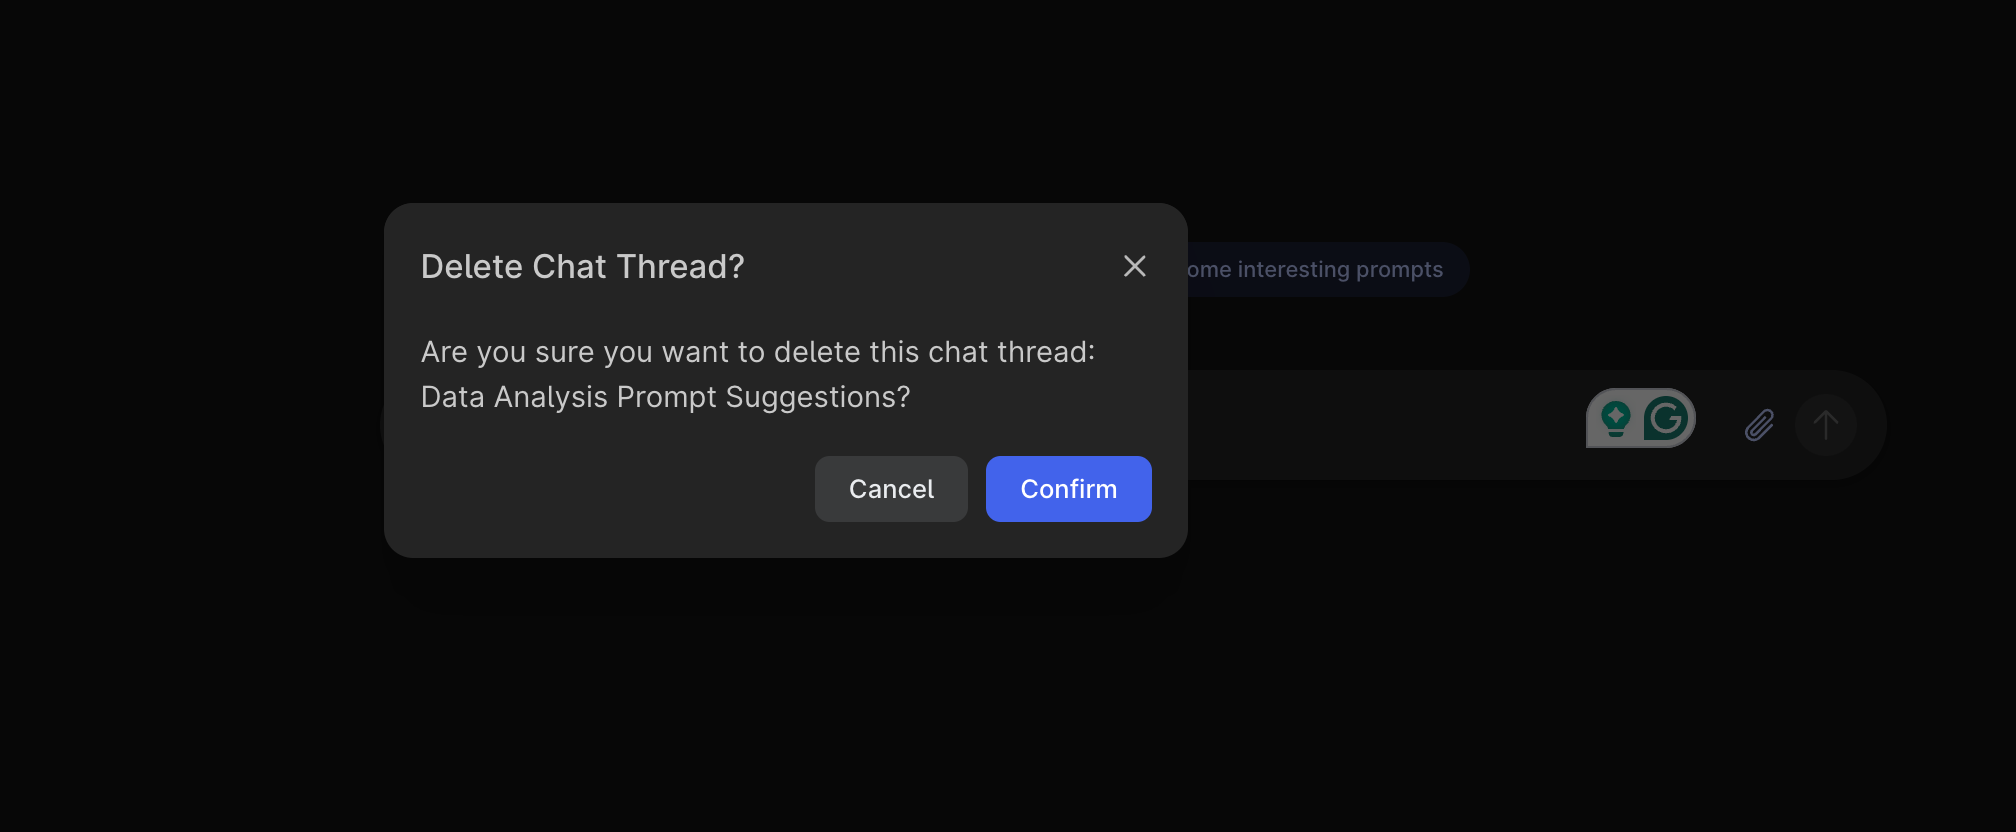 Delete Chat Thread?
ome interesting prompts
Are you sure you want to delete this chat thread:
Data Analysis Prompt Suggestions?
Cancel
Confirm